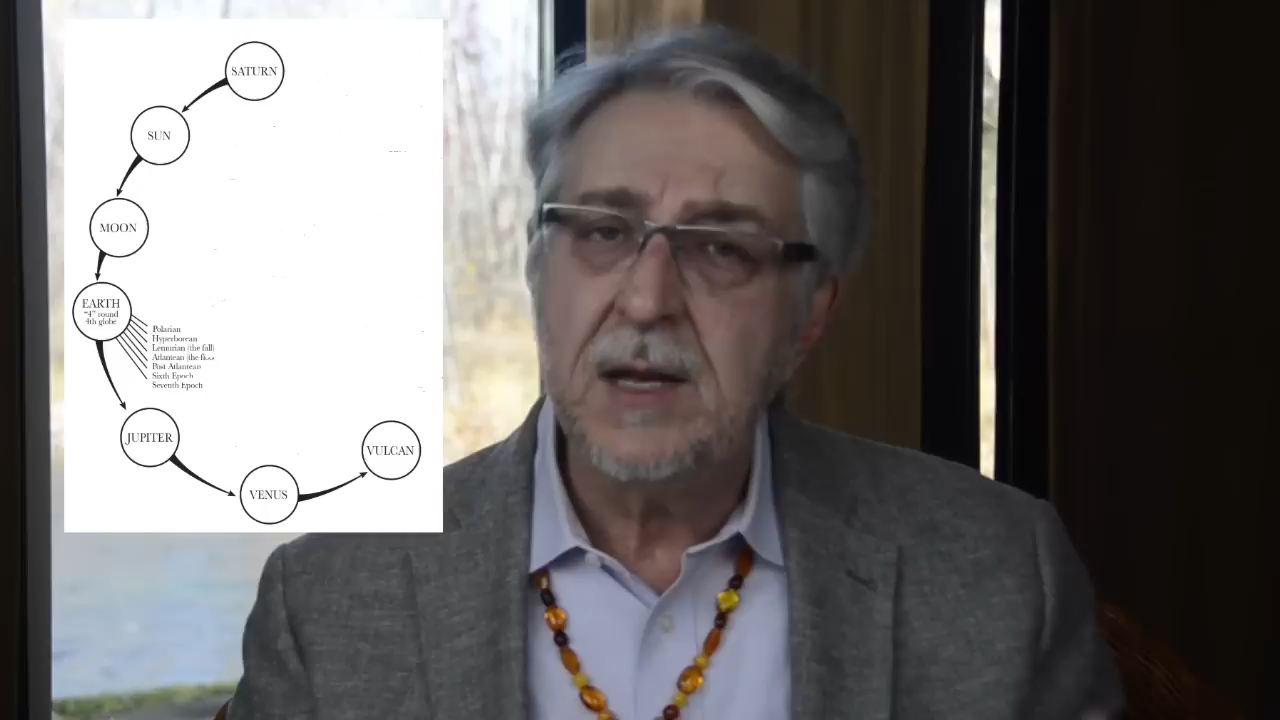 SATURN
SUN
MOON
EARTH
"4" round
4th globe
Polarian
Hyperborean
Lemurian (the fall)
Atlantean (the
Post Atlantean
Sixth Epoch
Seventh Epoch
JUPITER
VULCAN
VENUS